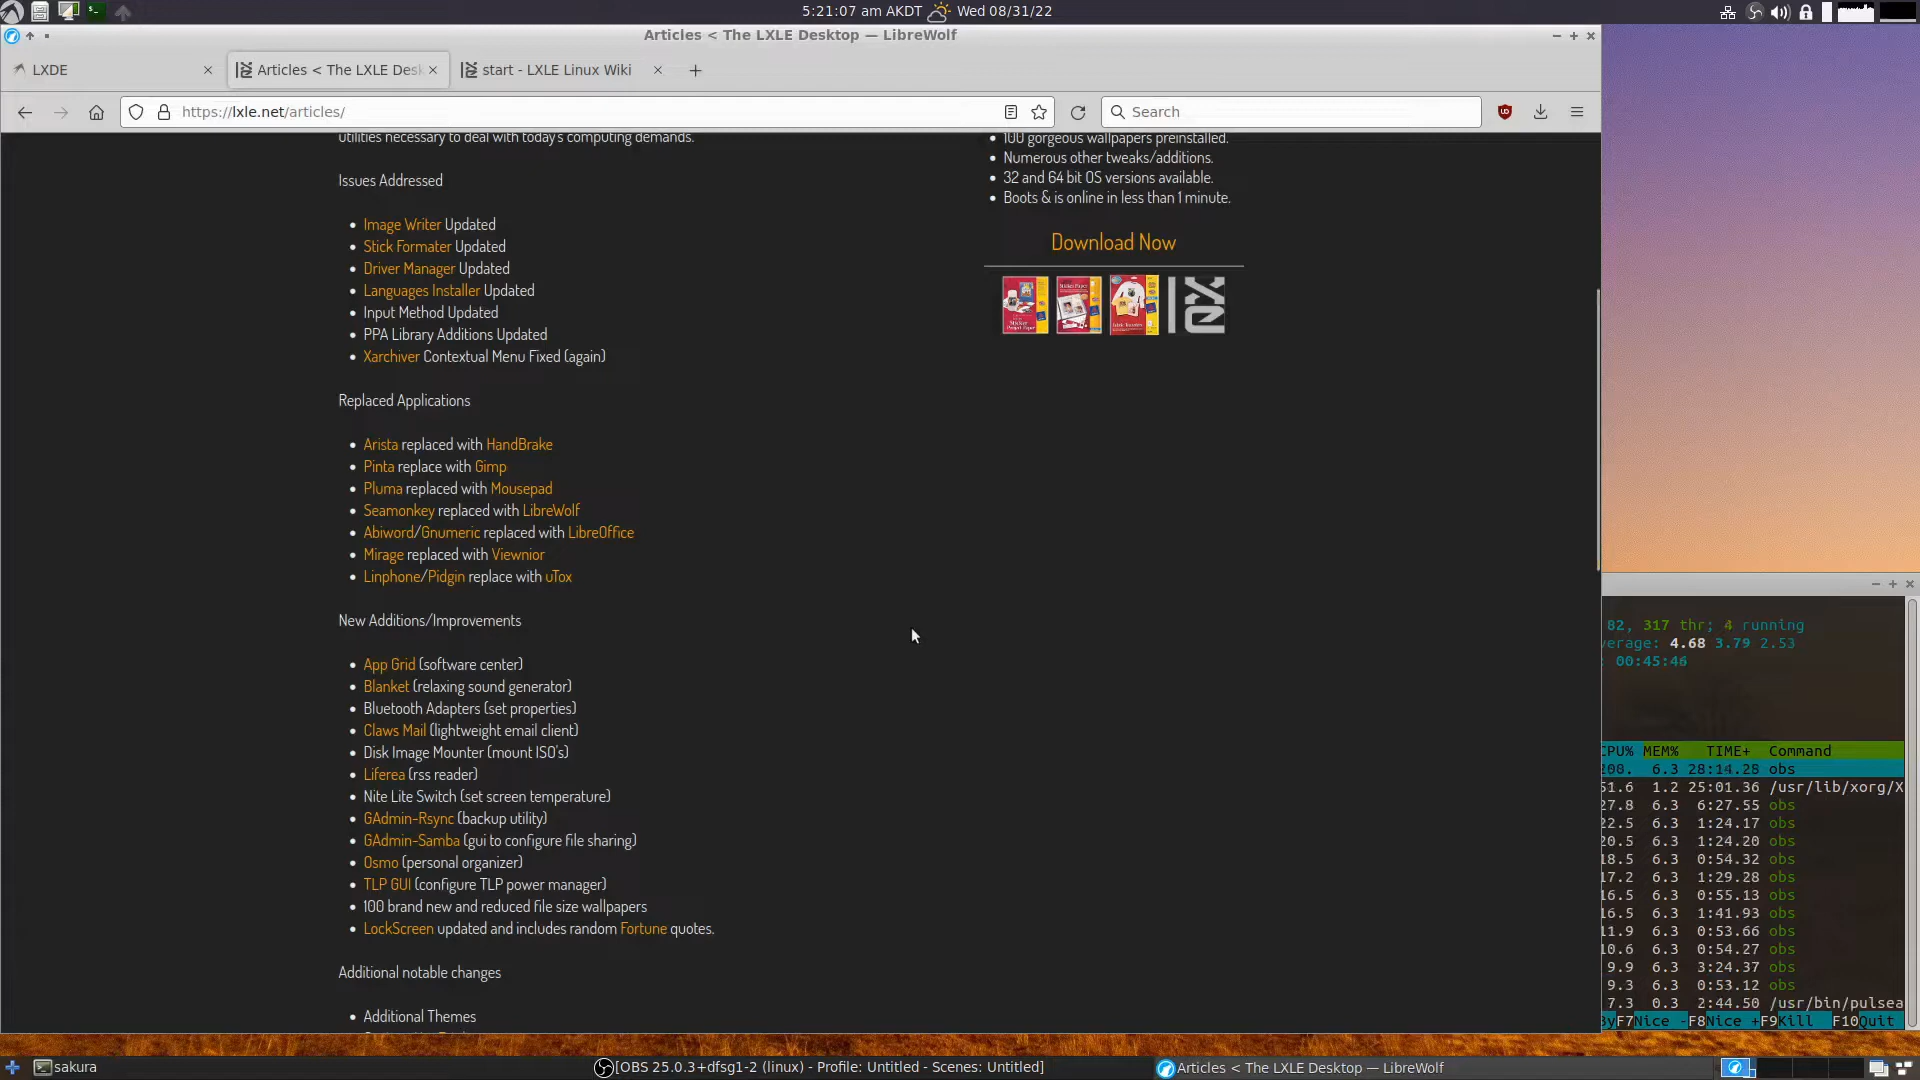 5:21:07 am AKDT Wed 08/31/22
Articles < The LXLE Desktop — LibreWolf
LXDE
Articles < The LXLE Des
start - LXLE Linux Wiki
https://lxle.net/articles/
Search
utilities necessary to deal with today's computing demands.
Issues Addressed
Image Writer Updated
Stick Formater Updated
Driver Manager Updated
Languages Installer Updated
Input Method Updated
PPA Library Additions Updated
Xarchiver Contextual Menu Fixed (again)
Replaced Applications
Arista replaced with HandBrake
Pinta replace with Gimp
Pluma replaced with Mousepad
Seamonkey replaced with LibreWolf
Abiword/Gnumeric replaced with LibreOffice
Mirage replaced with Viewnior
Linphone/Pidgin replace with uTox
New Additions/Improvements
App Grid (software center)
Blanket (relaxing sound generator)
Bluetooth Adapters (set properties)
Claws Mail (lightweight email client)
Disk Image Mounter (mount ISO's)
Liferea (rss reader)
Nite Lite Switch (set screen temperature)
GAdmin-Rsync (backup utility)
GAdmin-Samba (gui to configure file sharing)
Osmo (personal organizer)
TLP GUI (configure TLP power manager)
100 brand new and reduced file size wallpapers
LockScreen updated and includes random Fortune quotes.
Additional notable changes
Additional Themes
100 gorgeous wallpapers preinstalled.
Numerous other tweaks/additions.
32 and 64 bit OS versions available.
Boots & is online in less than 1 minute.
Download Now
82, 317 thr; 4 running
verage: 4.68 3.79 2.53
: 00:45:46
CPU% MEM% TIME+ Command
200. 6.3 28:14.28 obs
51.6 1.2 25:01.36 /usr/lib/xorg/X
27.8 6.3 6:27.55 obs
22.5 6.3 1:24.17 obs
20.5 6.3 1:24.20 obs
18.5 6.3 0:54.32 obs
17.2 6.3 1:29.28 obs
16.5 6.3 0:55.13 obs
16.5 6.3 1:41.93 obs
11.9 6.3 0:53.66 obs
10.6 6.3 0:54.27 obs
9.9 6.3 3:24.37 obs
9.3 6.3 0:53.12 obs
7.3 0.3 2:44.50 /usr/bin/pulsea
By F7Nice -F8Nice +F9Kill F10Quit
sakura
[OBS 25.0.3+dfsg1-2 (linux) - Profile: Untitled - Scenes: Untitled]
Articles < The LXLE Desktop — LibreWolf